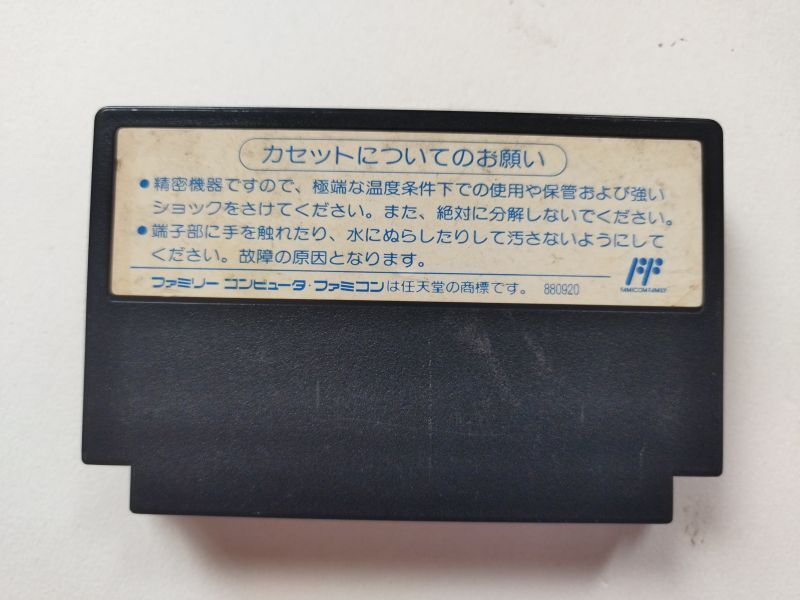 カセットについてのお願い
●精密機器ですので、極端な温度条件下での使用や保管および強い
ショックをさけてください。また、絶対に分解しないでください。
●端子部に手を触れたり、水にぬらしたりして汚さないようにして
ください。故障の原因となります。
FF
FAMICOM FAMILY
ファミリー コンピュータ・ファミコンは任天堂の商標です。 880920